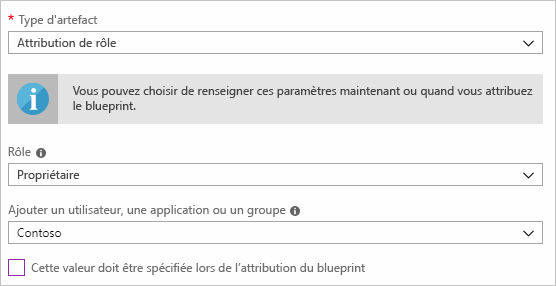 * Type d'artefact
Attribution de rôle
Vous pouvez choisir de renseigner ces paramètres maintenant ou quand vous attribuez
le blueprint.
Rôle
Propriétaire
Ajouter un utilisateur, une application ou un groupe
Contoso
Cette valeur doit être spécifiée lors de l'attribution du blueprint